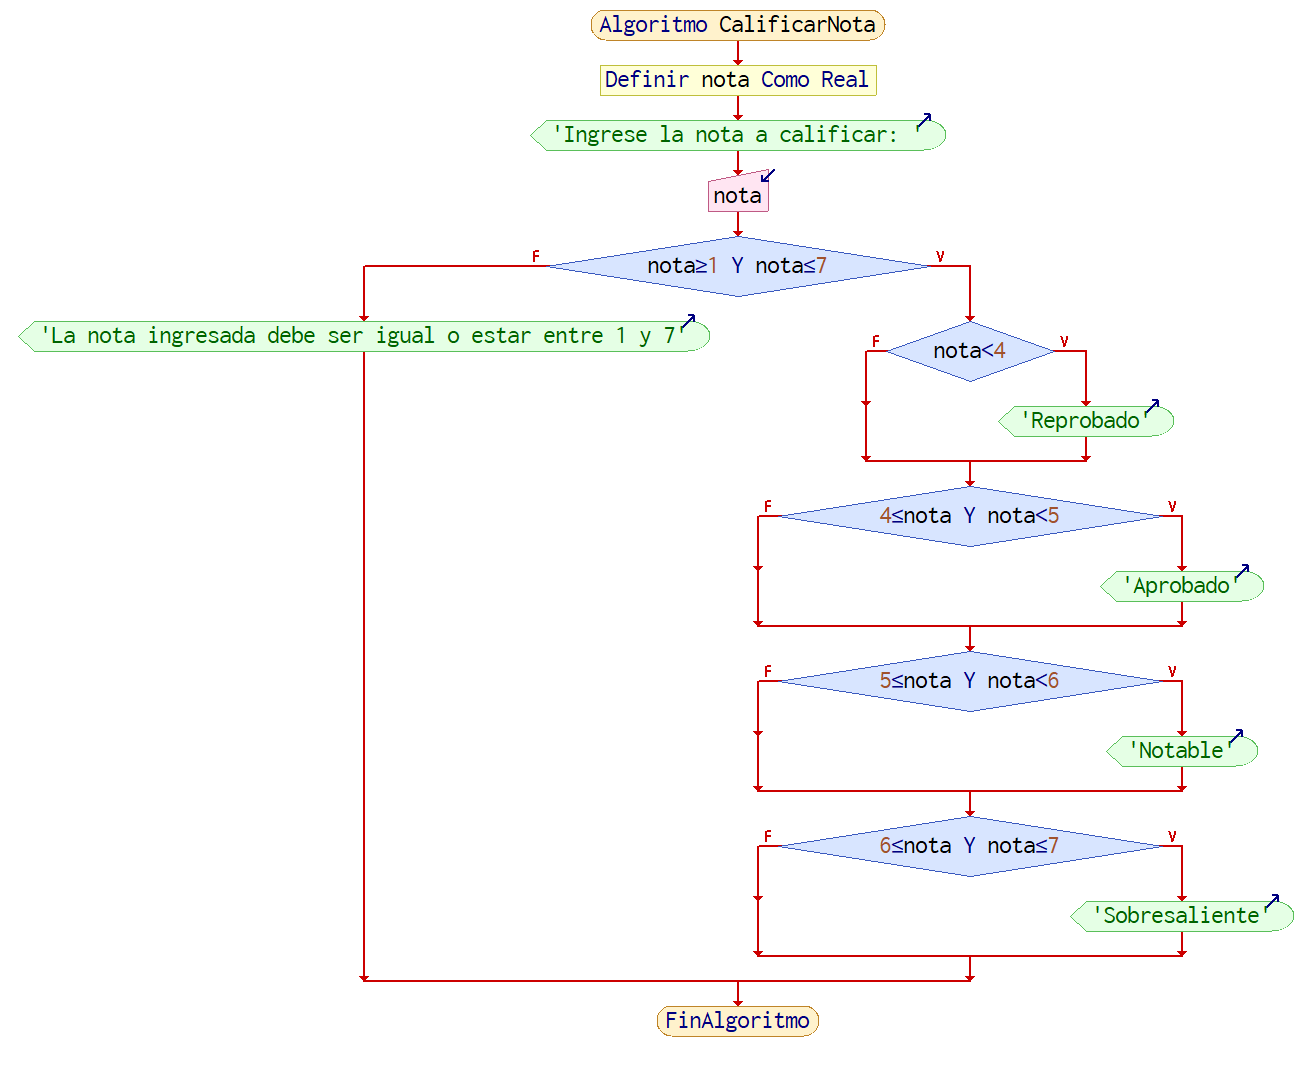 Algoritmo CalificarNota
Definir nota Como Real
'Ingrese la nota a calificar: '
nota
F
nota≥1 Y nota≤7
V
'La nota ingresada debe ser igual o estar entre 1 y 7'
F
nota<4
V
'Reprobado'
F
4≤nota Y nota<5
V
'Aprobado'
F
5≤nota Y nota<6
V
'Notable'
F
6≤nota Y nota≤7
V
'Sobresaliente'
FinAlgoritmo